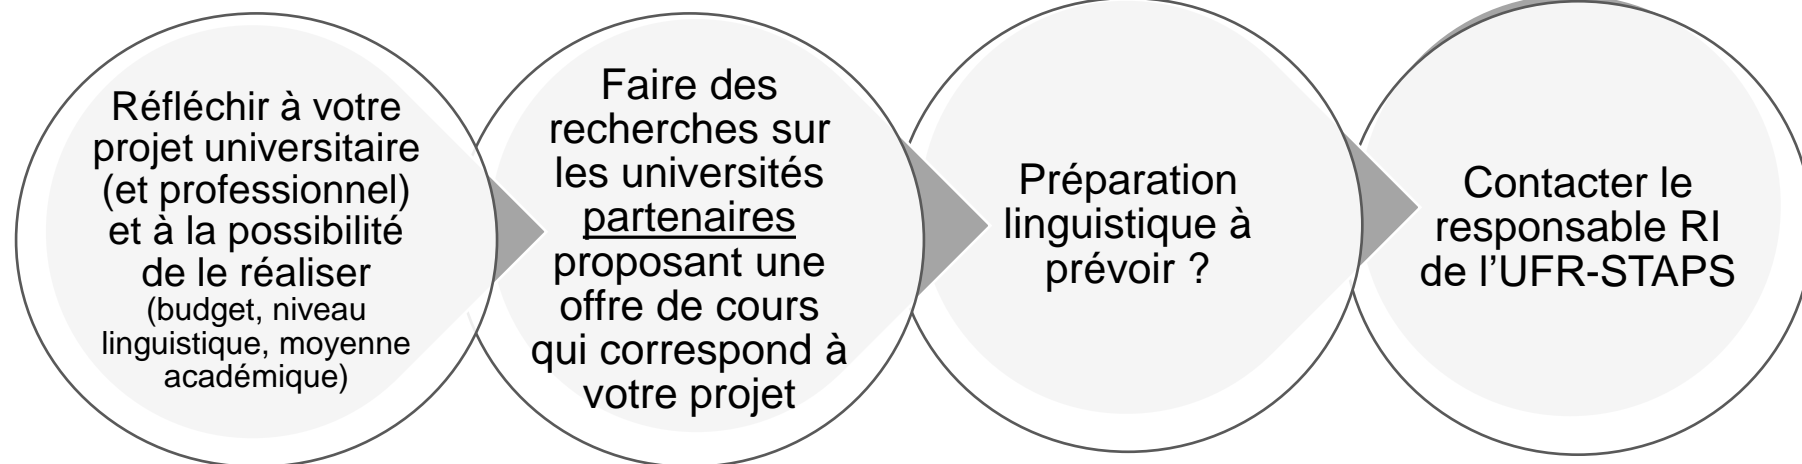 Réfléchir à votre
projet universitaire
(et professionnel)
et à la possibilité
de le réaliser
(budget, niveau
linguistique, moyenne
académique)
Faire des
recherches sur
les universités
partenaires
proposant une
offre de cours
qui correspond à
votre projet
Préparation
linguistique à
prévoir ?
Contacter le
responsable RI
de l’UFR-STAPS